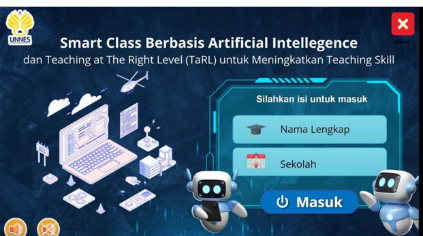 UNNES
Smart Class Berbasis Artificial Intellegence
dan Teaching at The Right Level (TaRL) untuk Meningkatkan Teaching Skill
Silahkan isi untuk masuk
Nama Lengkap
Sekolah
Masuk